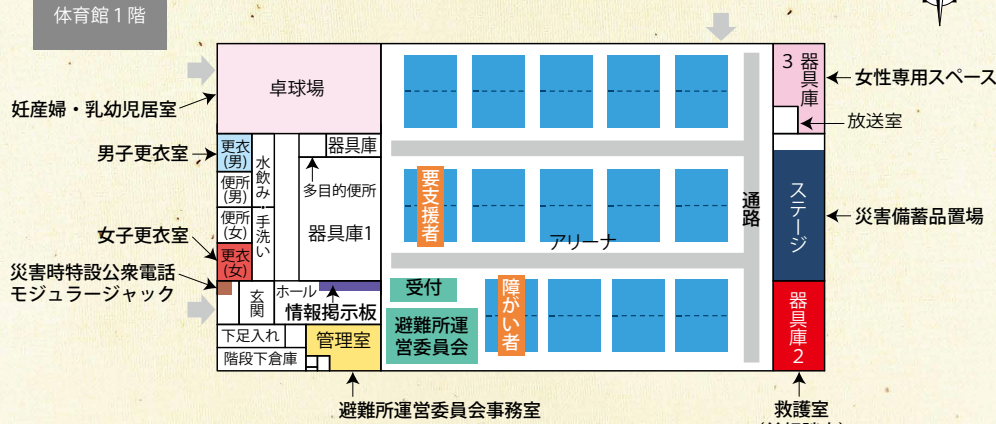 体育館1階
妊産婦・乳幼児居室
男子更衣室
女子更衣室
災害時特設公衆電話
モジュラージャック
卓球場
更衣
(男)
便所
(男)
便所
(女)
更衣
(女)
水飲み・手洗い
器具庫
多目的便所
器具庫1
玄関
ホール
情報掲示板
下足入れ
階段下倉庫
管理室
避難所運営委員会事務室
要支援者
アリーナ
受付
避難所運
営委員会
障がい者
通路
器具庫3
ステージ
器具庫2
女性専用スペース
放送室
災害備蓄品置場
救護室